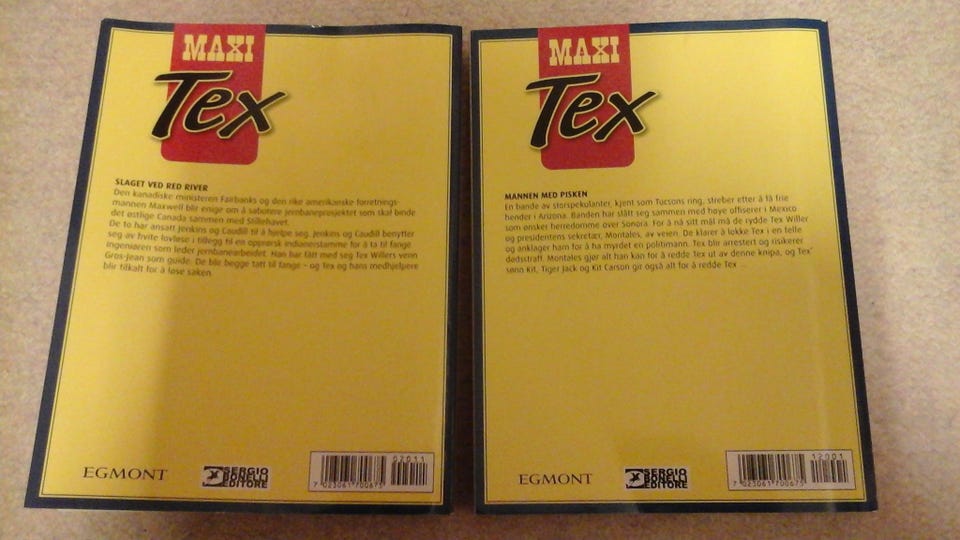 MAXI
Tex
SLAGET VED RED RIVER
Den kanadiske ministeren Fairbanks og den rike amerikanske forretnings-
mannen Maxwell blir enige om å sabotere jernbaneprosjektet som skal binde
det østlige Canada sammen med Stillehavet.
De to har ansatt Jenkins og Caudill til å hjelpe seg. Jenkins og Caudill benytter
seg av hvite lovløse i tillegg til en opprørsk indianerstamme for å ta til fange
ingeniøren som leder jernbanearbeidet. Han har fått med seg Tex Willers venn
Gros-Jean som guide. De blir begge tatt til fange – og Tex og hans medhjelpere
blir tilkalt for å løse saken.
EGMONT
SERGIO
BONELLI
EDITORE
02011
7 023061 700675
MAXI
Tex
MANNEN MED PISKEN
En bande av storspekulanter, kjent som Tucsons ring, streber etter å få frie
hender i Arizona. Banden har slått seg sammen med høye offiserer i Mexico
som ønsker herredømme over Sonora. For å nå sitt mål må de rydde Tex Willer
og presidentens sekretær, Montales, av veien. De klarer å lokke Tex i en felle
og anklager ham for å ha myrdet en politimann. Tex blir arrestert og risikerer
dødsstraff. Montales gjør alt han kan for å redde Tex ut av denne knipa, og Tex'
sønn Kit, Tiger Jack og Kit Carson gir også alt for å redde Tex ...
EGMONT
SERGIO
BONELLI
EDITORE
12001
7 023061 700675